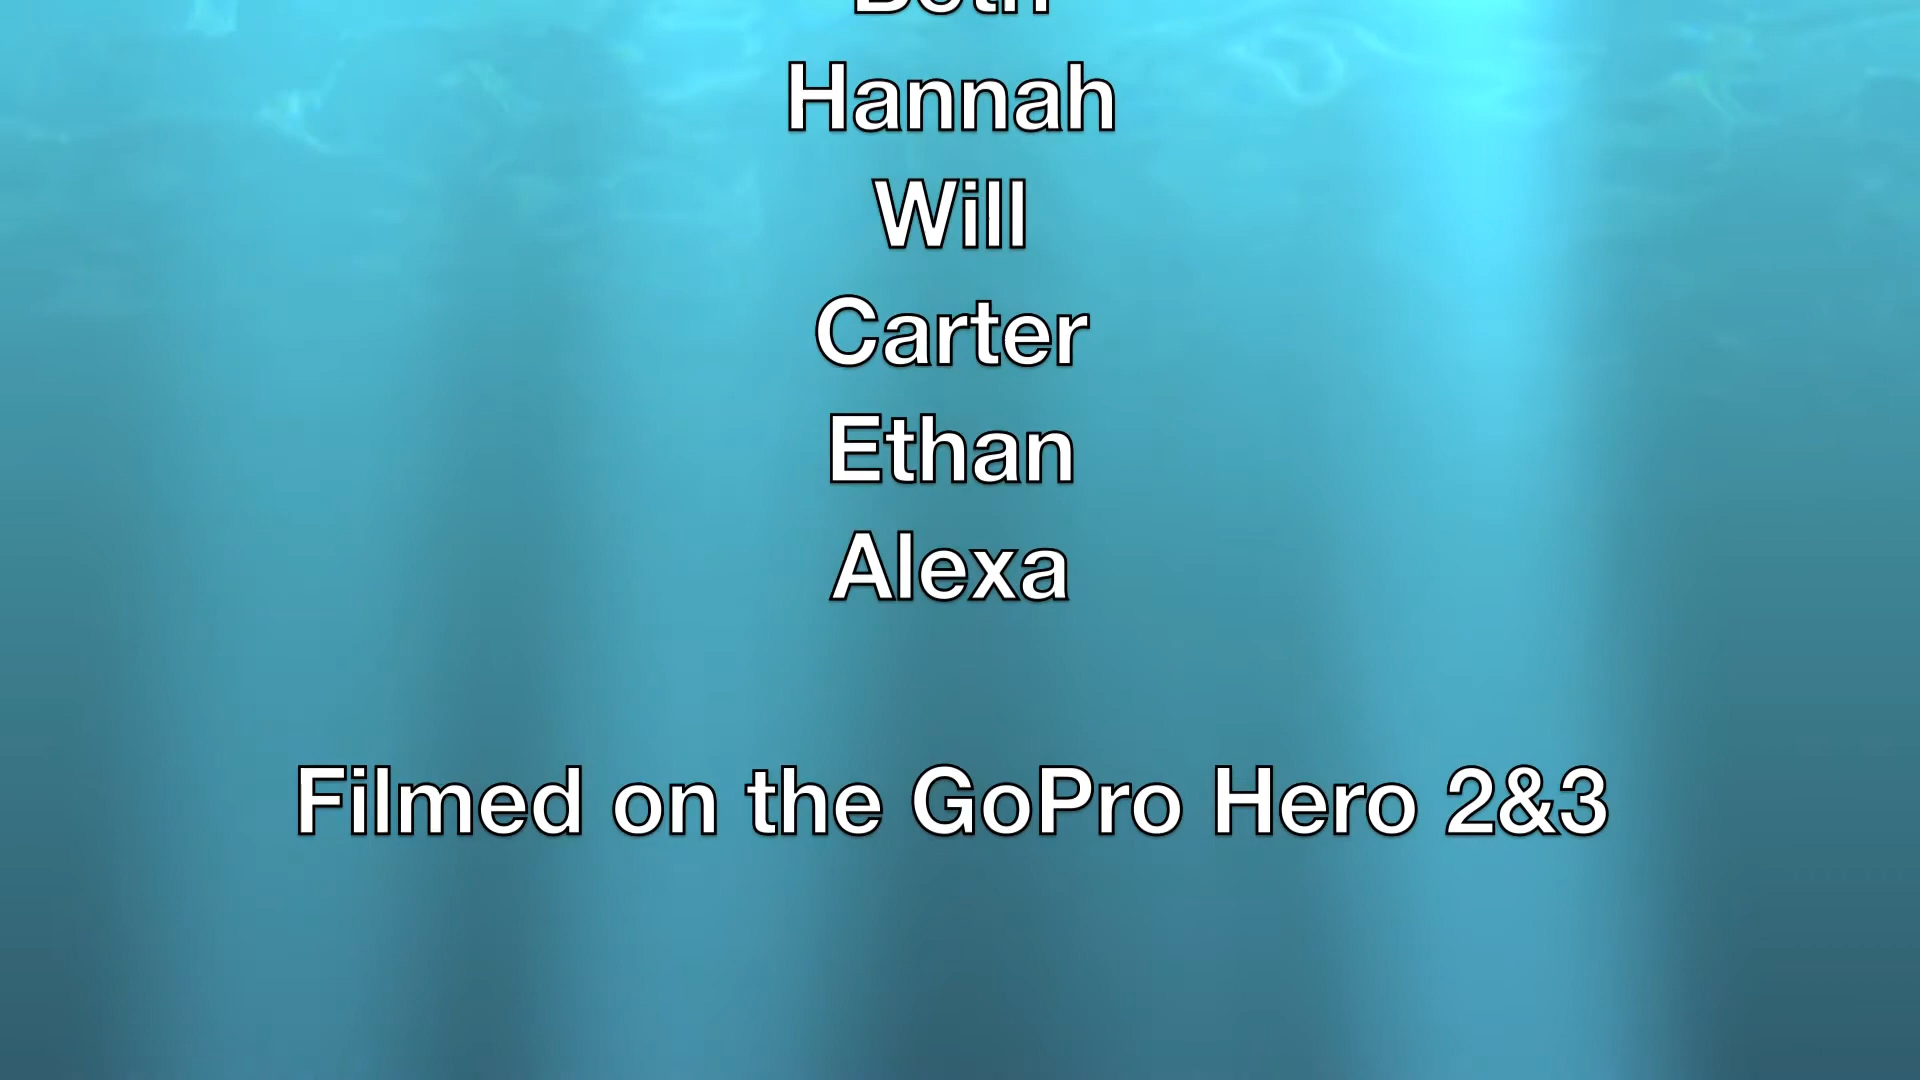 Hannah
Will
Carter
Ethan
Alexa
Filmed on the GoPro Hero 2&3